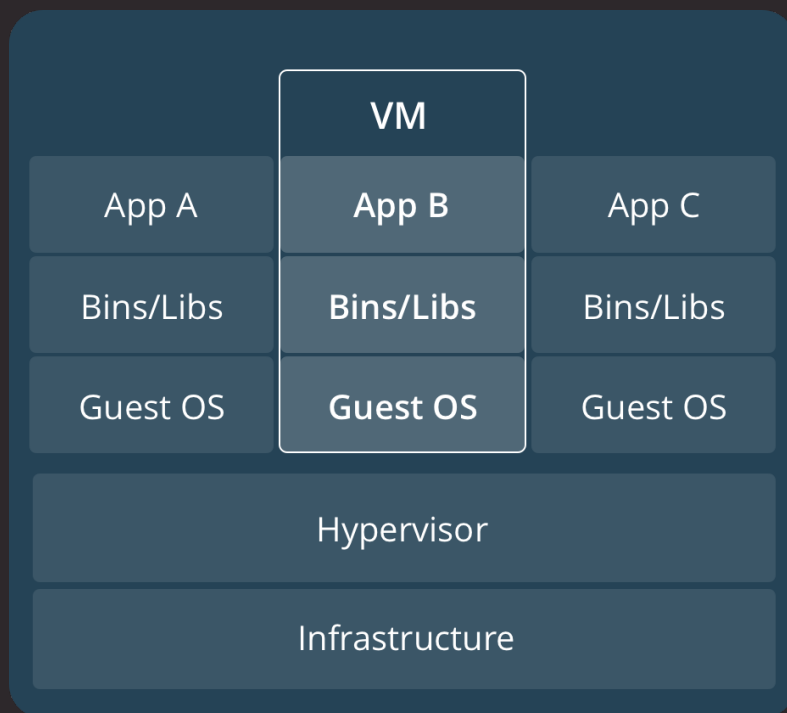 VM
App A
App B
App C
Bins/Libs
Bins/Libs
Bins/Libs
Guest OS
Guest OS
Guest OS
Hypervisor
Infrastructure